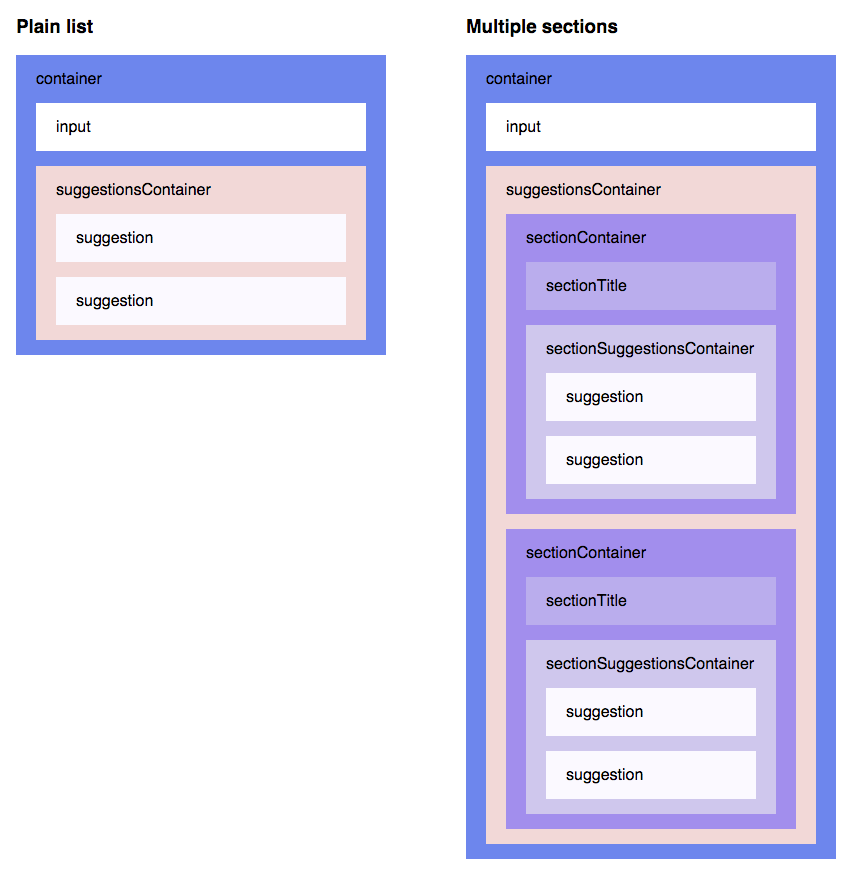 Plain list
container
input
suggestionsContainer
suggestion
suggestion
Multiple sections
container
input
suggestionsContainer
sectionContainer
sectionTitle
sectionSuggestionsContainer
suggestion
suggestion
sectionContainer
sectionTitle
sectionSuggestionsContainer
suggestion
suggestion